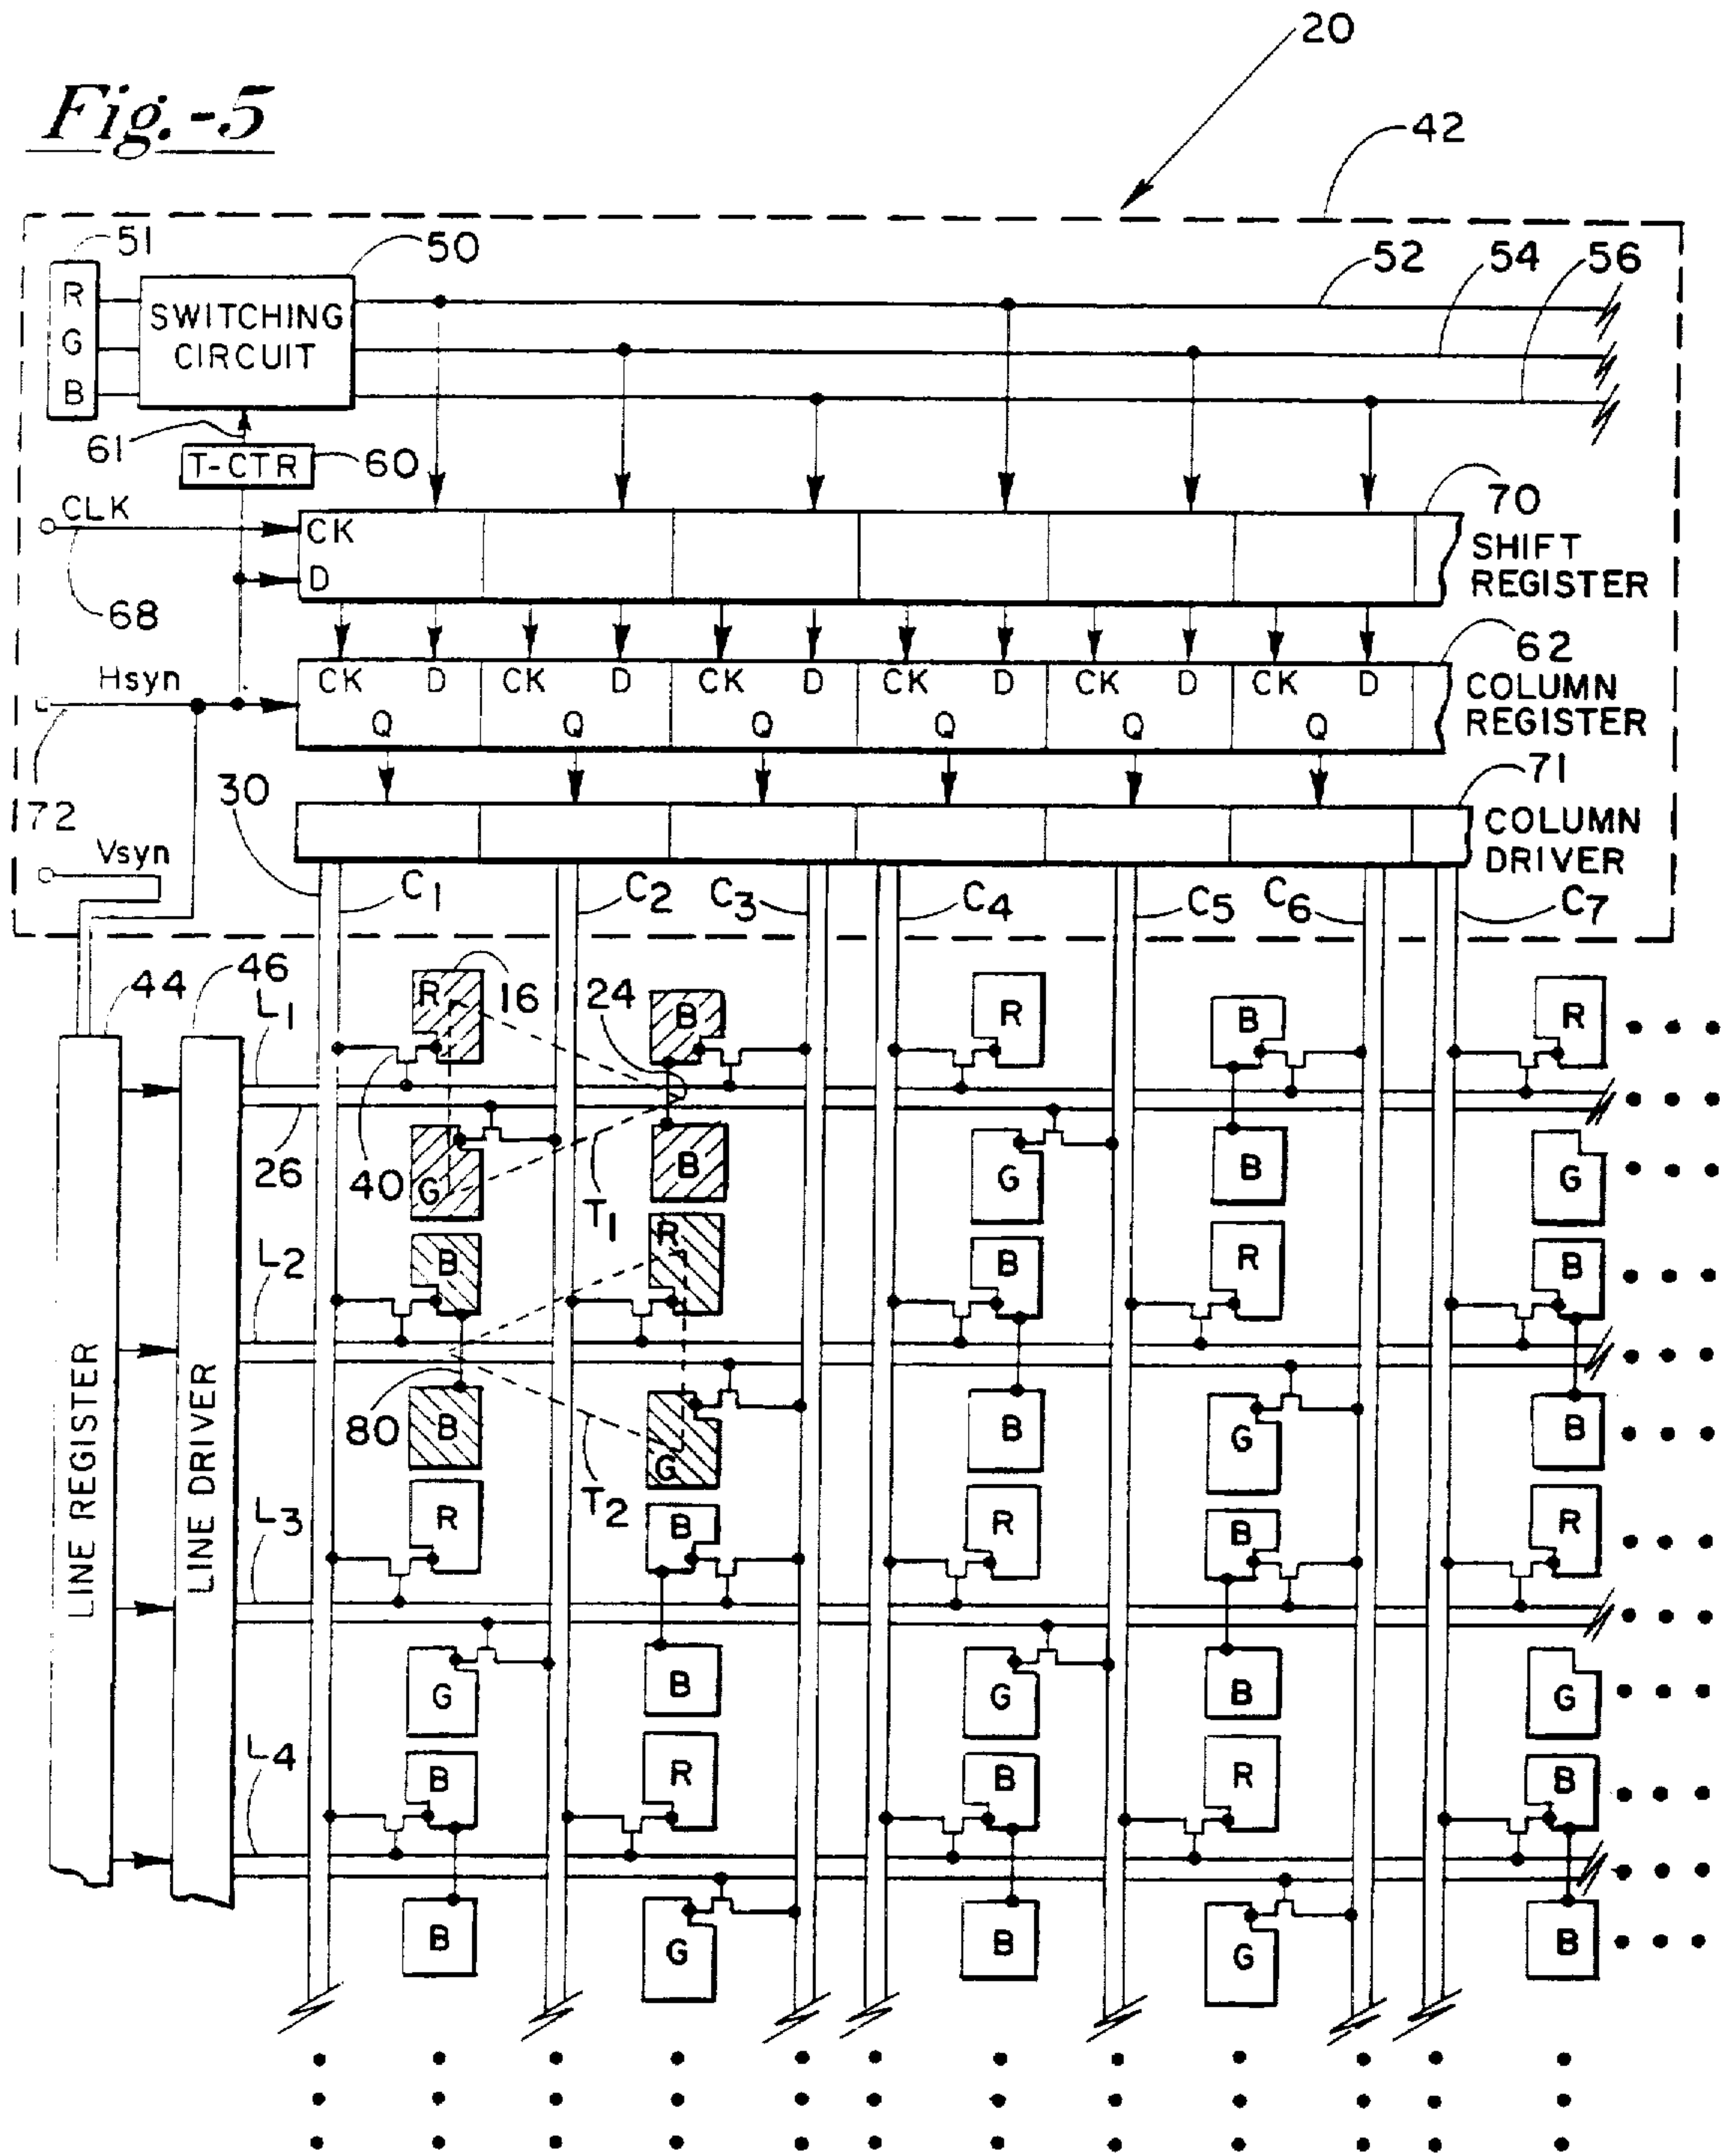 20
Fig.-5
42
51 50 52 54 56
R
G
B
SWITCHING
CIRCUIT
61
T-CTR 60
CLK
68
CK
D
70
SHIFT
REGISTER
Hsyn
72
CK D CK D CK D CK D CK D CK D
Q Q Q Q Q Q
62
COLUMN
REGISTER
30
71
COLUMN
DRIVER
Vsyn
C1 C2 C3 C4 C5 C6 C7
44 46 L1
R 16 24 B R B R
26 40 G T1 B G B G
L2
B R B R B
80 B T2 G B G B
LINE REGISTER
LINE DRIVER
L3
R B R B R
G B G B G
L4
B R B R B
B G B G B